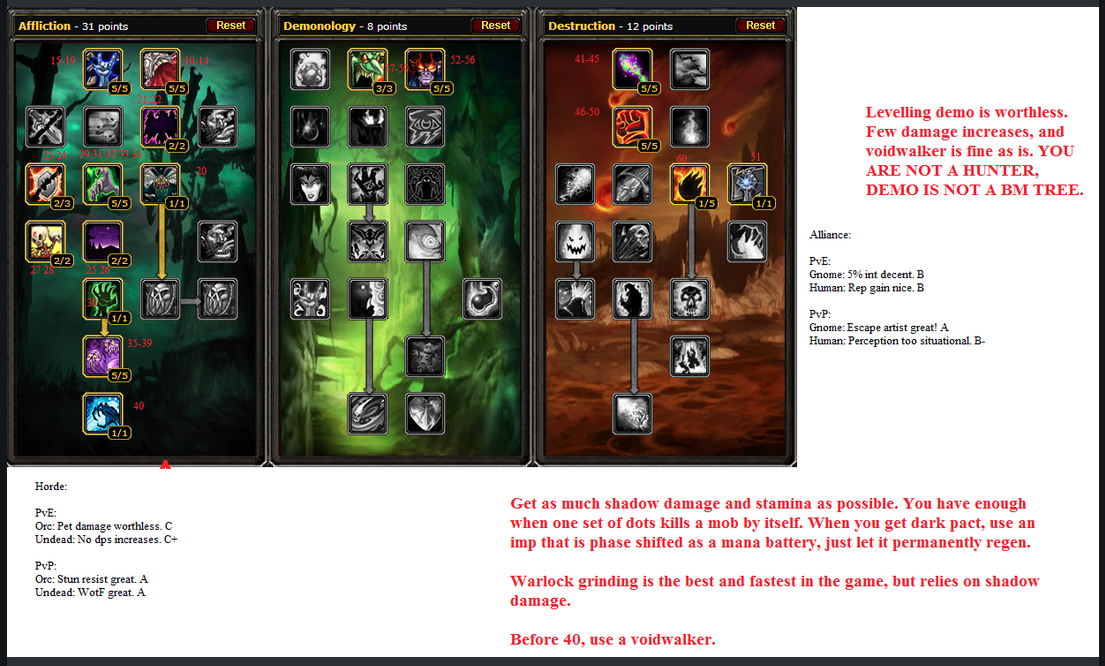 Affliction - 31 points
Reset
Demonology - 8 points
Reset
Destruction - 12 points
Reset
15-19
10-14
5/5
5/5
52-56
3/3
5/5
41-45
5/5
21 22
2/2
46-50
5/5
29 31 32 33 34
20
2/3
5/5
1/1
60
51
1/5
1/1
2/2
2/2
27 28
25 26
1/1
35-39
5/5
40
1/1
Levelling demo is worthless.
Few damage increases, and
voidwalker is fine as is. YOU
ARE NOT A HUNTER,
DEMO IS NOT A BM TREE.
Alliance:
PvE:
Gnome: 5% int decent. B
Human: Rep gain nice. B
PvP:
Gnome: Escape artist great! A
Human: Perception too situational. B-
Horde:
PvE:
Orc: Pet damage worthless. C
Undead: No dps increases. C+
PvP:
Orc: Stun resist great. A
Undead: WotF great. A
Get as much shadow damage and stamina as possible. You have enough
when one set of dots kills a mob by itself. When you get dark pact, use an
imp that is phase shifted as a mana battery, just let it permanently regen.
Warlock grinding is the best and fastest in the game, but relies on shadow
damage.
Before 40, use a voidwalker.